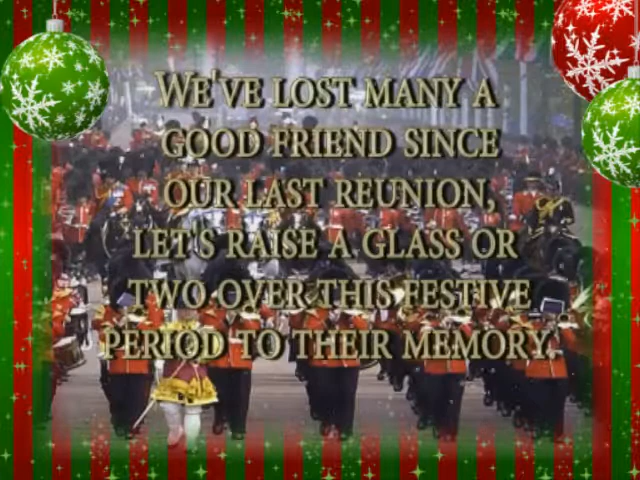 WE'VE LOST MANY A
GOOD FRIEND SINCE
OUR LAST REUNION,
LET'S RAISE A GLASS OR
TWO OVER THIS FESTIVE
PERIOD TO THEIR MEMORY.